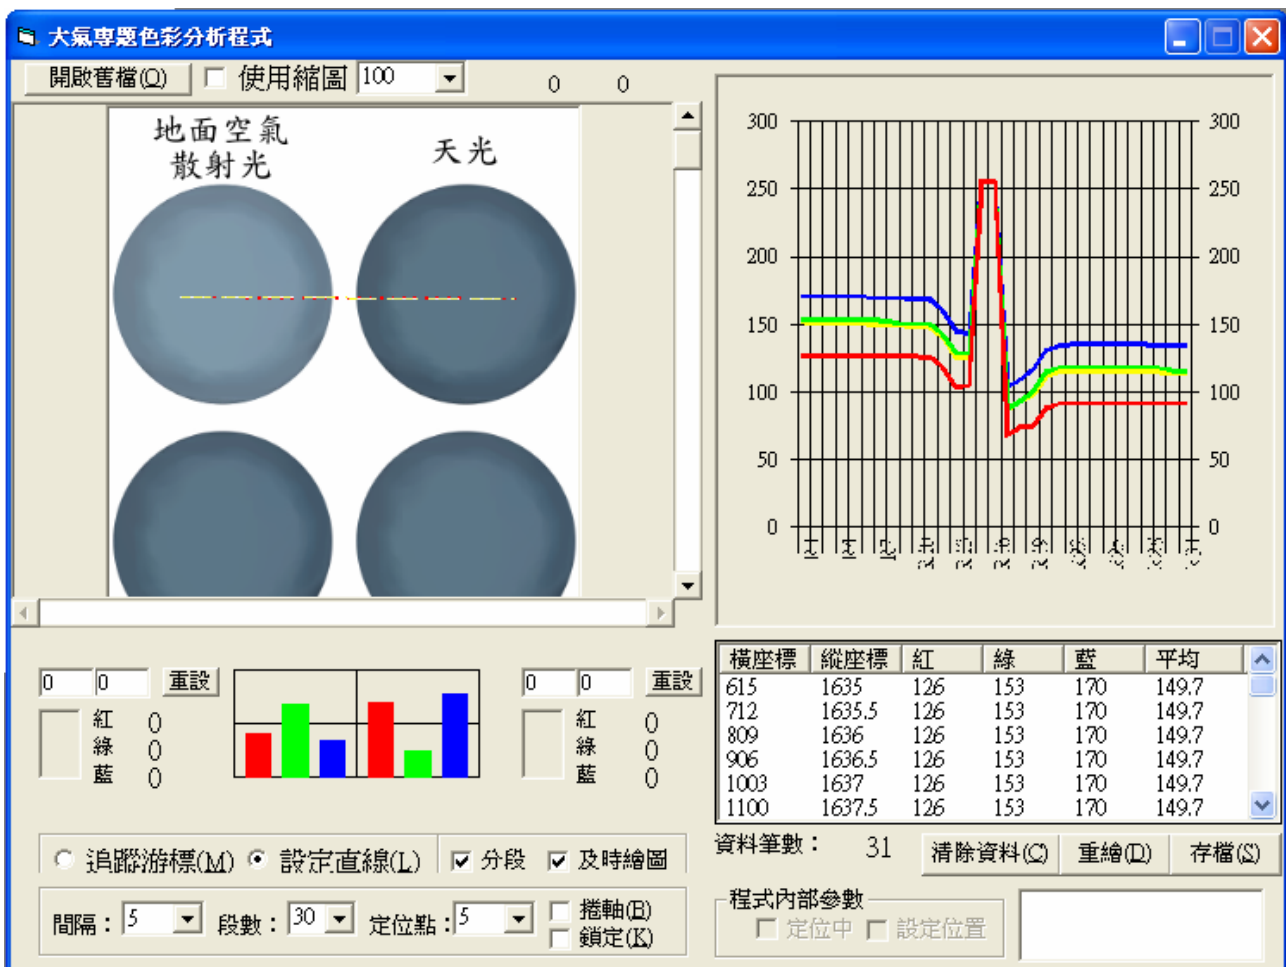 大氣專題色彩分析程式
開啟舊檔(O) 使用縮圖 100 0 0
地面空氣
散射光
天光
300 300
250 250
200 200
150 150
100 100
50 50
0 0
橫座標 縱座標 紅 綠 藍 平均
615 1635 126 153 170 149.7
712 1635.5 126 153 170 149.7
809 1636 126 153 170 149.7
906 1636.5 126 153 170 149.7
1003 1637 126 153 170 149.7
1100 1637.5 126 153 170 149.7
0 0 重設
紅 0
綠 0
藍 0
0 0 重設
紅 0
綠 0
藍 0
資料筆數： 31 清除資料(C) 重繪(D) 存檔(S)
追蹤游標(M) 設定直線(L) 分段 及時繪圖
間隔： 5 段數： 30 定位點： 5 捲軸(B)
鎖定(K)
程式內部參數
定位中 設定位置